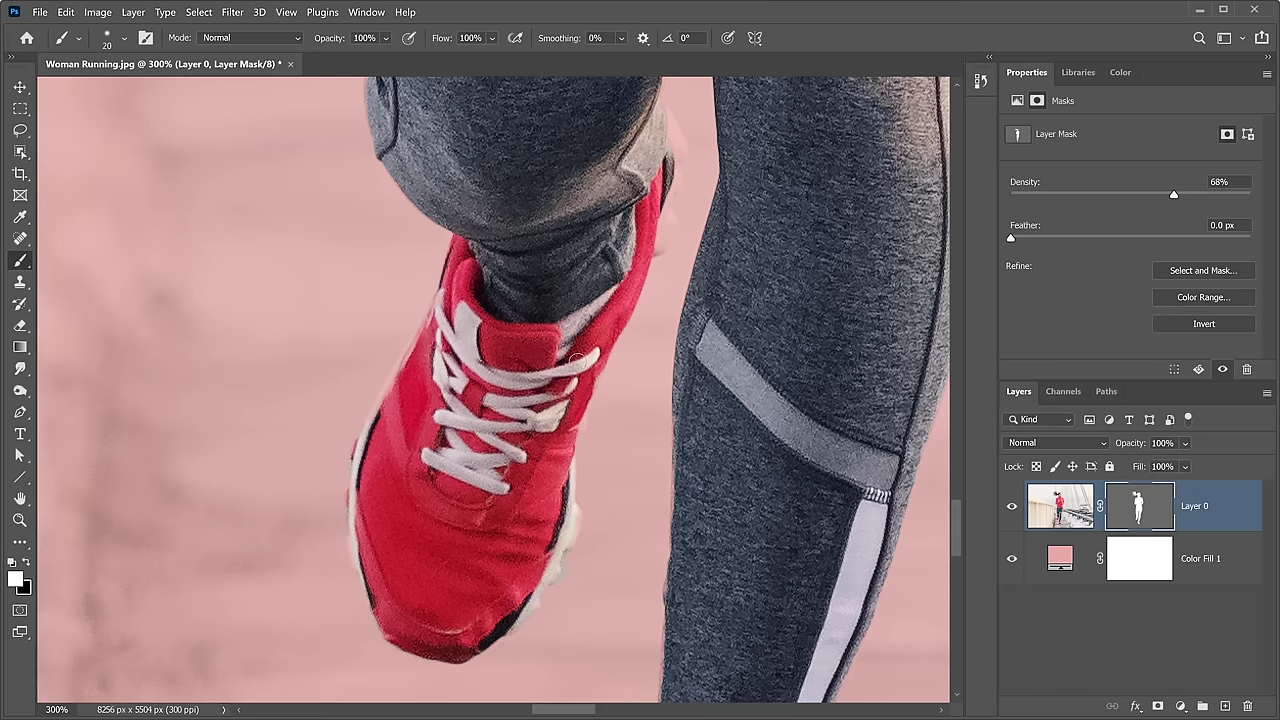 Ps File Edit Image Layer Type Select Filter 3D View Plugins Window Help
20 Mode: Normal Opacity: 100% Flow: 100% Smoothing: 0% 0°
Woman Running.jpg @ 300% (Layer 0, Layer Mask/8) *
Properties Libraries Color
Masks
Layer Mask
Density: 68%
Feather: 0.0 px
Refine:
Select and Mask...
Color Range...
Invert
Layers Channels Paths
Kind
Normal Opacity: 100%
Lock: Fill: 100%
Layer 0
Color Fill 1
300% 8256 px x 5504 px (300 ppi)